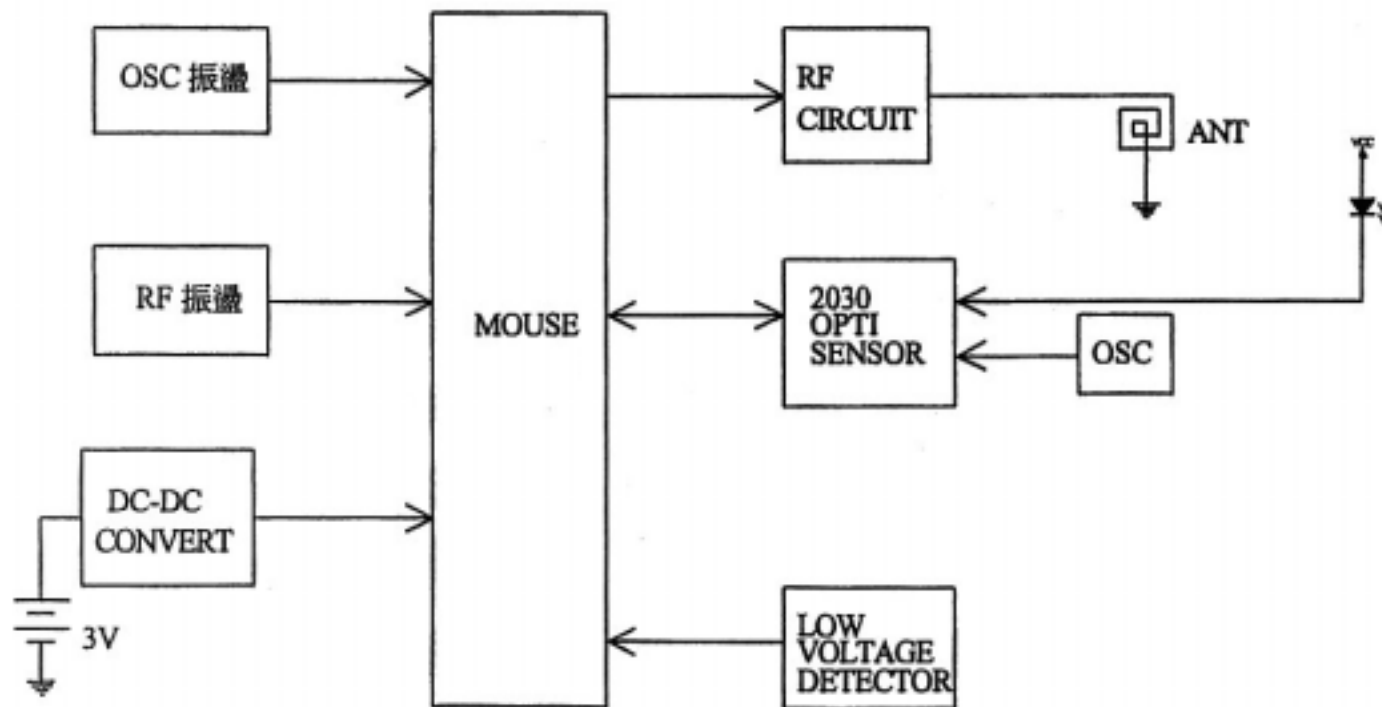 OSC 振盪
RF
CIRCUIT
ANT
RF 振盪
MOUSE
2030
OPTI
SENSOR
OSC
DC-DC
CONVERT
3V
LOW
VOLTAGE
DETECTOR